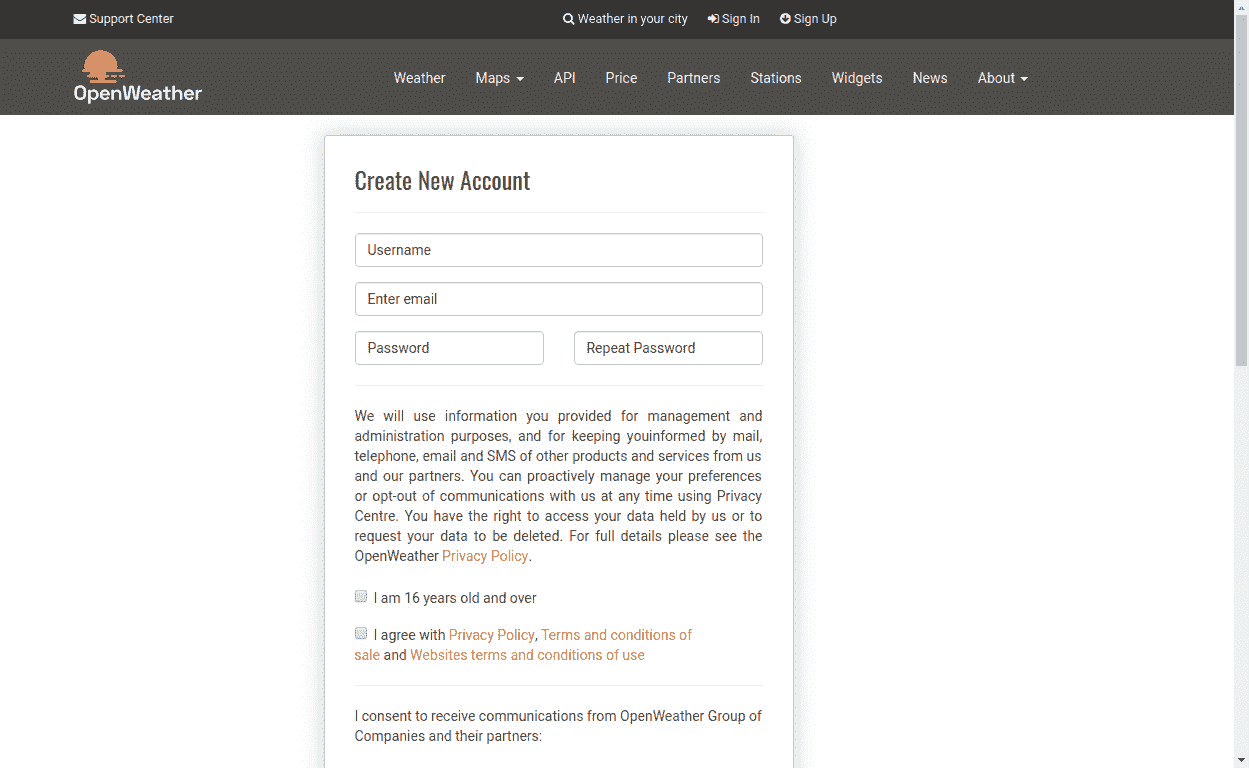 Support Center
Weather in your city
Sign In
Sign Up
OpenWeather
Weather
Maps
API
Price
Partners
Stations
Widgets
News
About
Create New Account
Username
Enter email
Password
Repeat Password
We will use information you provided for management and
administration purposes, and for keeping youinformed by mail,
telephone, email and SMS of other products and services from us
and our partners. You can proactively manage your preferences
or opt-out of communications with us at any time using Privacy
Centre. You have the right to access your data held by us or to
request your data to be deleted. For full details please see the
OpenWeather Privacy Policy.
I am 16 years old and over
I agree with Privacy Policy, Terms and conditions of
sale and Websites terms and conditions of use
I consent to receive communications from OpenWeather Group of
Companies and their partners: